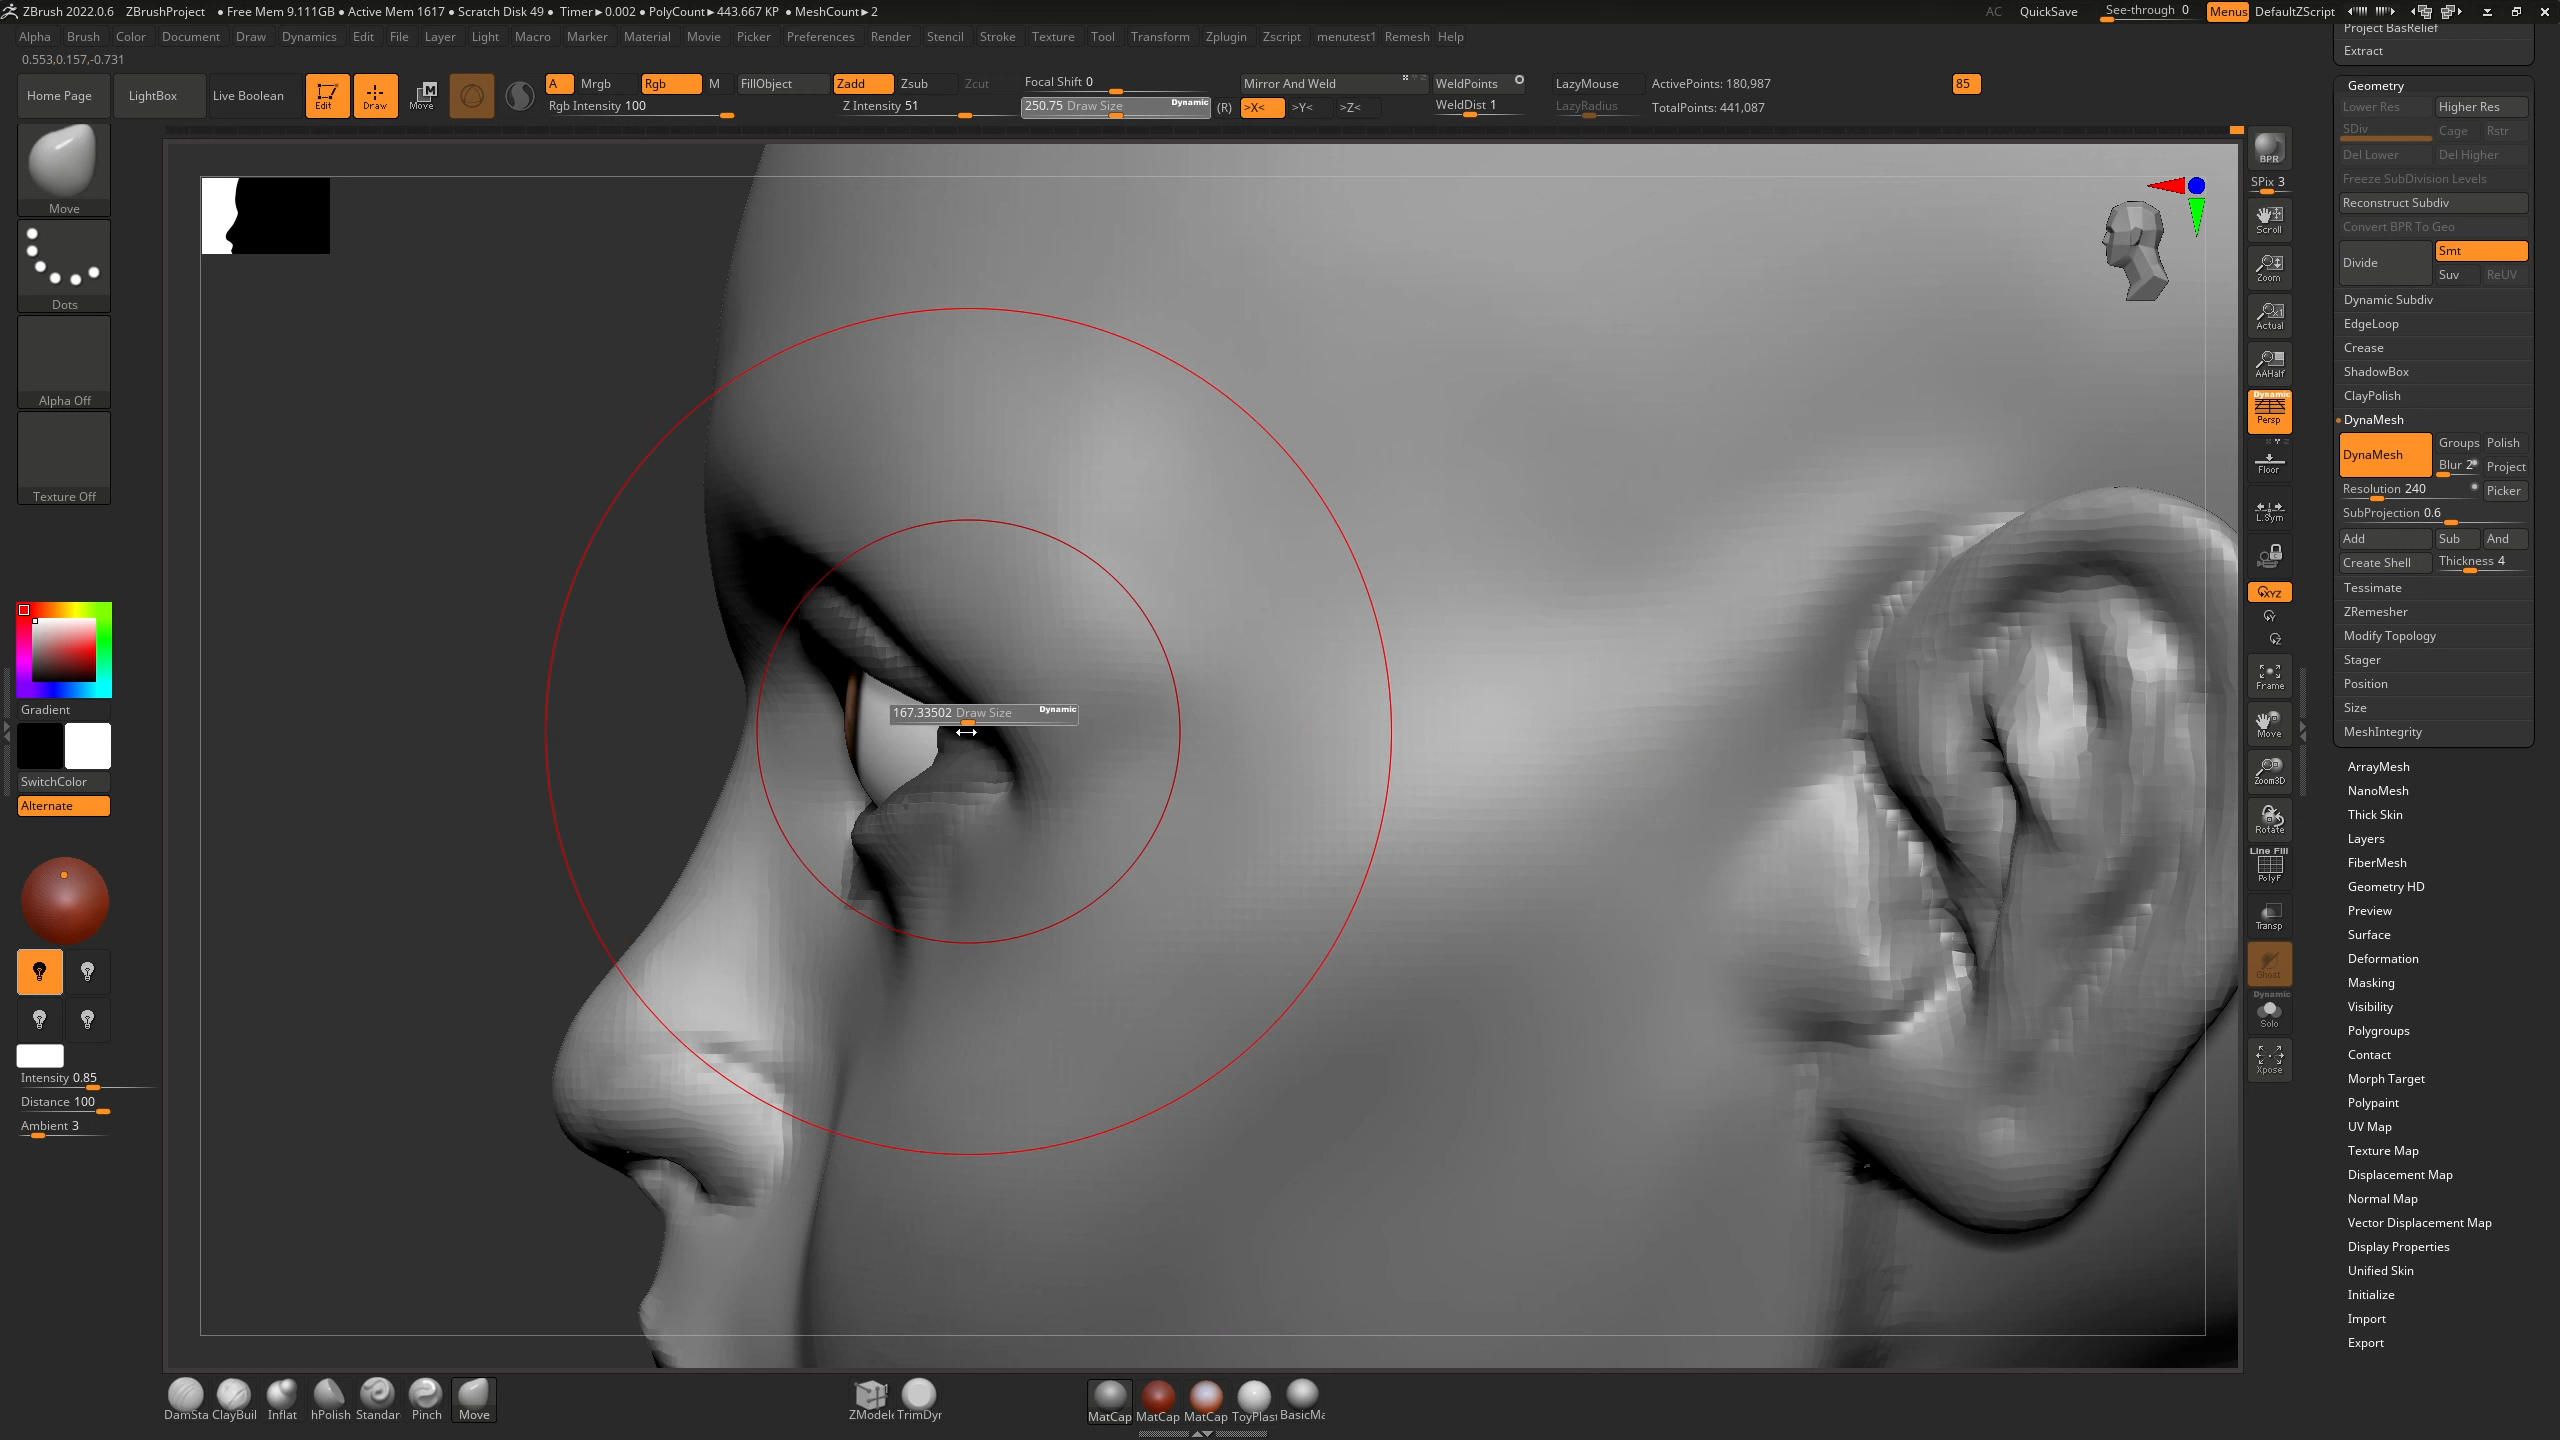 ZBrush 2022.0.6 ZBrushProject ● Free Mem 9.111GB ● Active Mem 1617 ● Scratch Disk 49 ● Timer►0.002 ● PolyCount►443.667 KP ● MeshCount►2 AC QuickSave See-through 0 Menus DefaultZScript
Alpha Brush Color Document Draw Dynamics Edit File Layer Light Macro Marker Material Movie Picker Preferences Render Stencil Stroke Texture Tool Transform Zplugin Zscript menutest1 Remesh Help
0.553,0.157,-0.731
Home Page LightBox Live Boolean Edit Draw Move
A Mrgb Rgb M FillObject Zadd Zsub Zcut Focal Shift 0 Mirror And Weld WeldPoints LazyMouse ActivePoints: 180,987 85
Rgb Intensity 100 Z Intensity 51 250.75 Draw Size Dynamic (R) >X< >Y< >Z< WeldDist 1 LazyRadius TotalPoints: 441,087
Move
Dots
Alpha Off
Texture Off
Gradient
SwitchColor
Alternate
Intensity 0.85
Distance 100
Ambient 3
167.33502 Draw Size Dynamic
BPR
SPix 3
Scroll
Zoom
Actual
AAHalf
Dynamic
Persp
Floor
L.Sym
XYZ
Y
Z
Frame
Move
Zoom3D
Rotate
Line Fill
PolyF
Transp
Ghost
Dynamic
Solo
Xpose
Project BasRelief
Extract
Geometry
Lower Res Higher Res
SDiv Cage Rstr
Del Lower Del Higher
Freeze SubDivision Levels
Reconstruct Subdiv
Convert BPR To Geo
Divide Smt
Suv ReUV
Dynamic Subdiv
EdgeLoop
Crease
ShadowBox
ClayPolish
DynaMesh
DynaMesh Groups Polish
Blur 2 Project
Resolution 240 Picker
SubProjection 0.6
Add Sub And
Create Shell Thickness 4
Tessimate
ZRemesher
Modify Topology
Stager
Position
Size
MeshIntegrity
ArrayMesh
NanoMesh
Thick Skin
Layers
FiberMesh
Geometry HD
Preview
Surface
Deformation
Masking
Visibility
Polygroups
Contact
Morph Target
Polypaint
UV Map
Texture Map
Displacement Map
Normal Map
Vector Displacement Map
Display Properties
Unified Skin
Initialize
Import
Export
DamSta ClayBuil Inflat hPolish Standar Pinch Move ZModele TrimDyr MatCap MatCap MatCap ToyPlas BasicMa